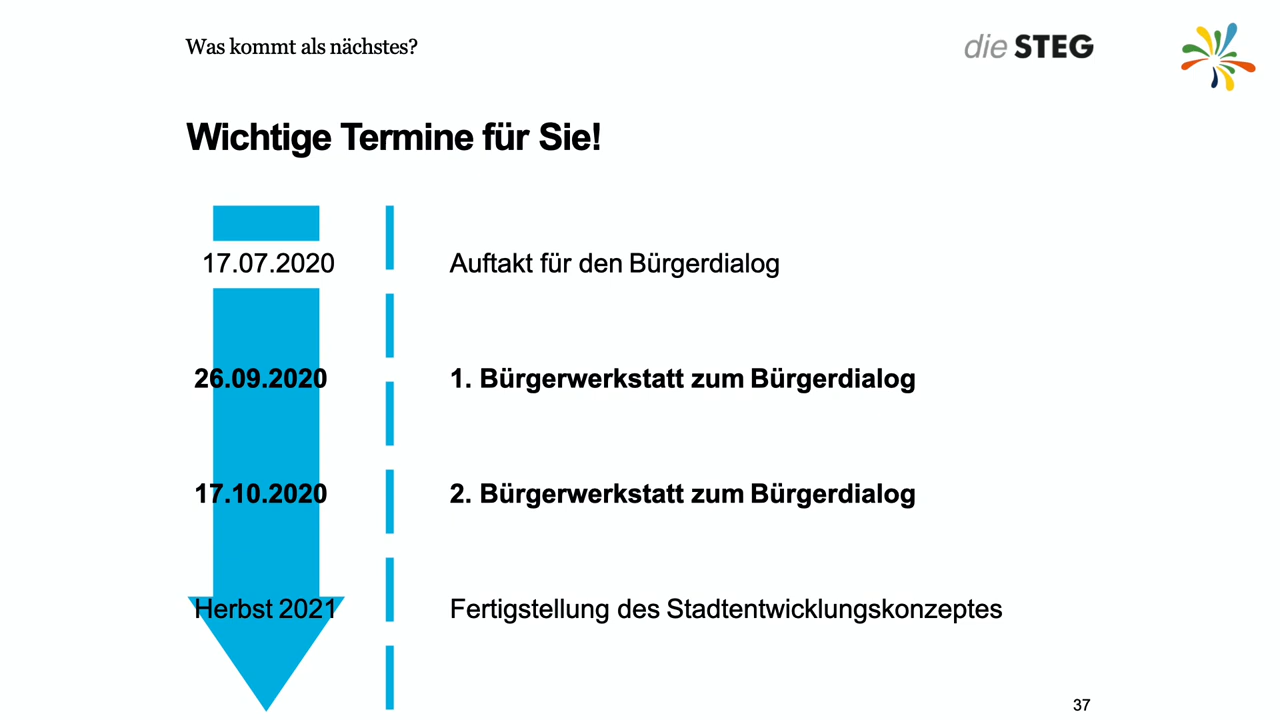 Was kommt als nächstes?
die STEG
Wichtige Termine für Sie!
17.07.2020 Auftakt für den Bürgerdialog
26.09.2020 1. Bürgerwerkstatt zum Bürgerdialog
17.10.2020 2. Bürgerwerkstatt zum Bürgerdialog
Herbst 2021 Fertigstellung des Stadtentwicklungskonzeptes
37